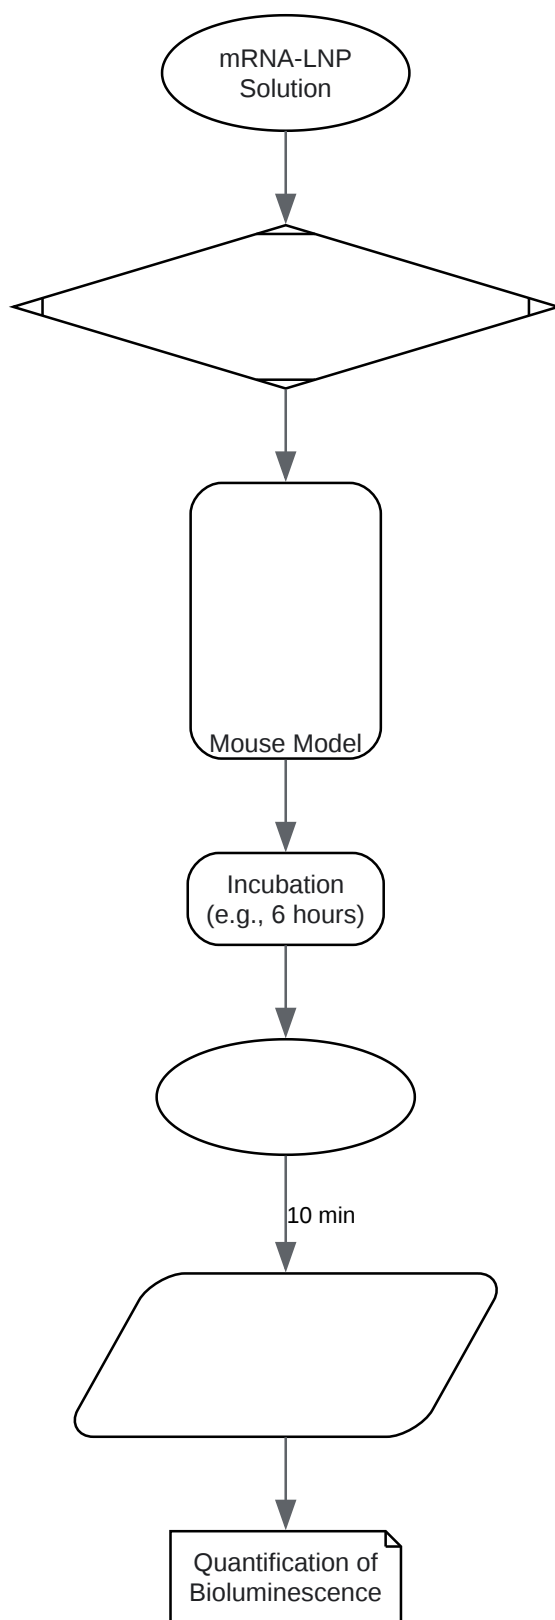 mRNA-LNP
Solution
Mouse Model
Incubation
(e.g., 6 hours)
10 min
Quantification of
Bioluminescence